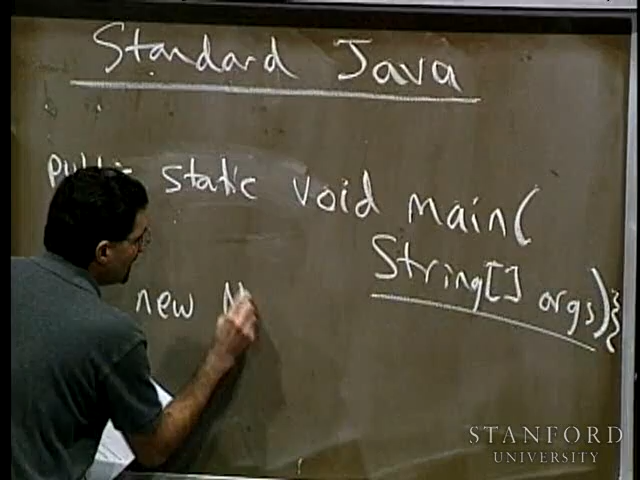 Standard Java
static void main(
String[] args){
new
STANFORD
UNIVERSITY